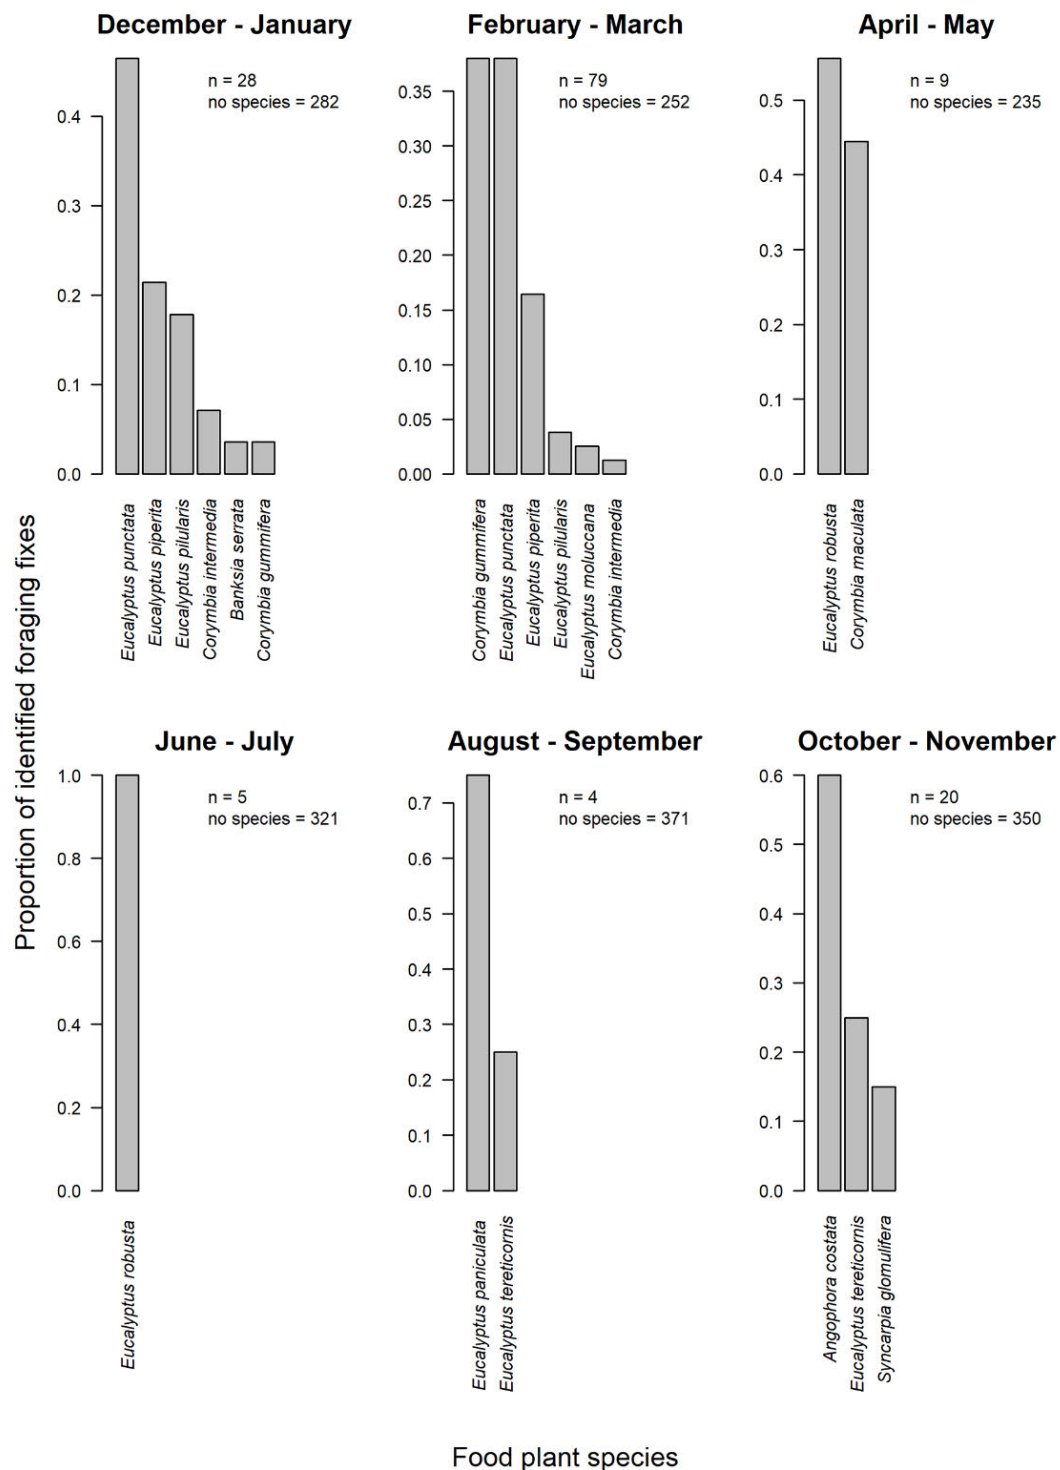 December - January
n = 28
no species = 282
0.4
0.3
0.2
0.1
0.0
Eucalyptus punctata
Eucalyptus piperita
Eucalyptus pilularis
Corymbia intermedia
Banksia serrata
Corymbia gummifera
February - March
n = 79
no species = 252
0.35
0.30
0.25
0.20
0.15
0.10
0.05
0.00
Corymbia gummifera
Eucalyptus punctata
Eucalyptus piperita
Eucalyptus pilularis
Eucalyptus moluccana
Corymbia intermedia
April - May
n = 9
no species = 235
0.5
0.4
0.3
0.2
0.1
0.0
Eucalyptus robusta
Corymbia maculata
Proportion of identified foraging fixes
June - July
n = 5
no species = 321
1.0
0.8
0.6
0.4
0.2
0.0
Eucalyptus robusta
August - September
n = 4
no species = 371
0.7
0.6
0.5
0.4
0.3
0.2
0.1
0.0
Eucalyptus paniculata
Eucalyptus tereticornis
October - November
n = 20
no species = 350
0.6
0.5
0.4
0.3
0.2
0.1
0.0
Angophora costata
Eucalyptus tereticornis
Syncarpia glomulifera
Food plant species